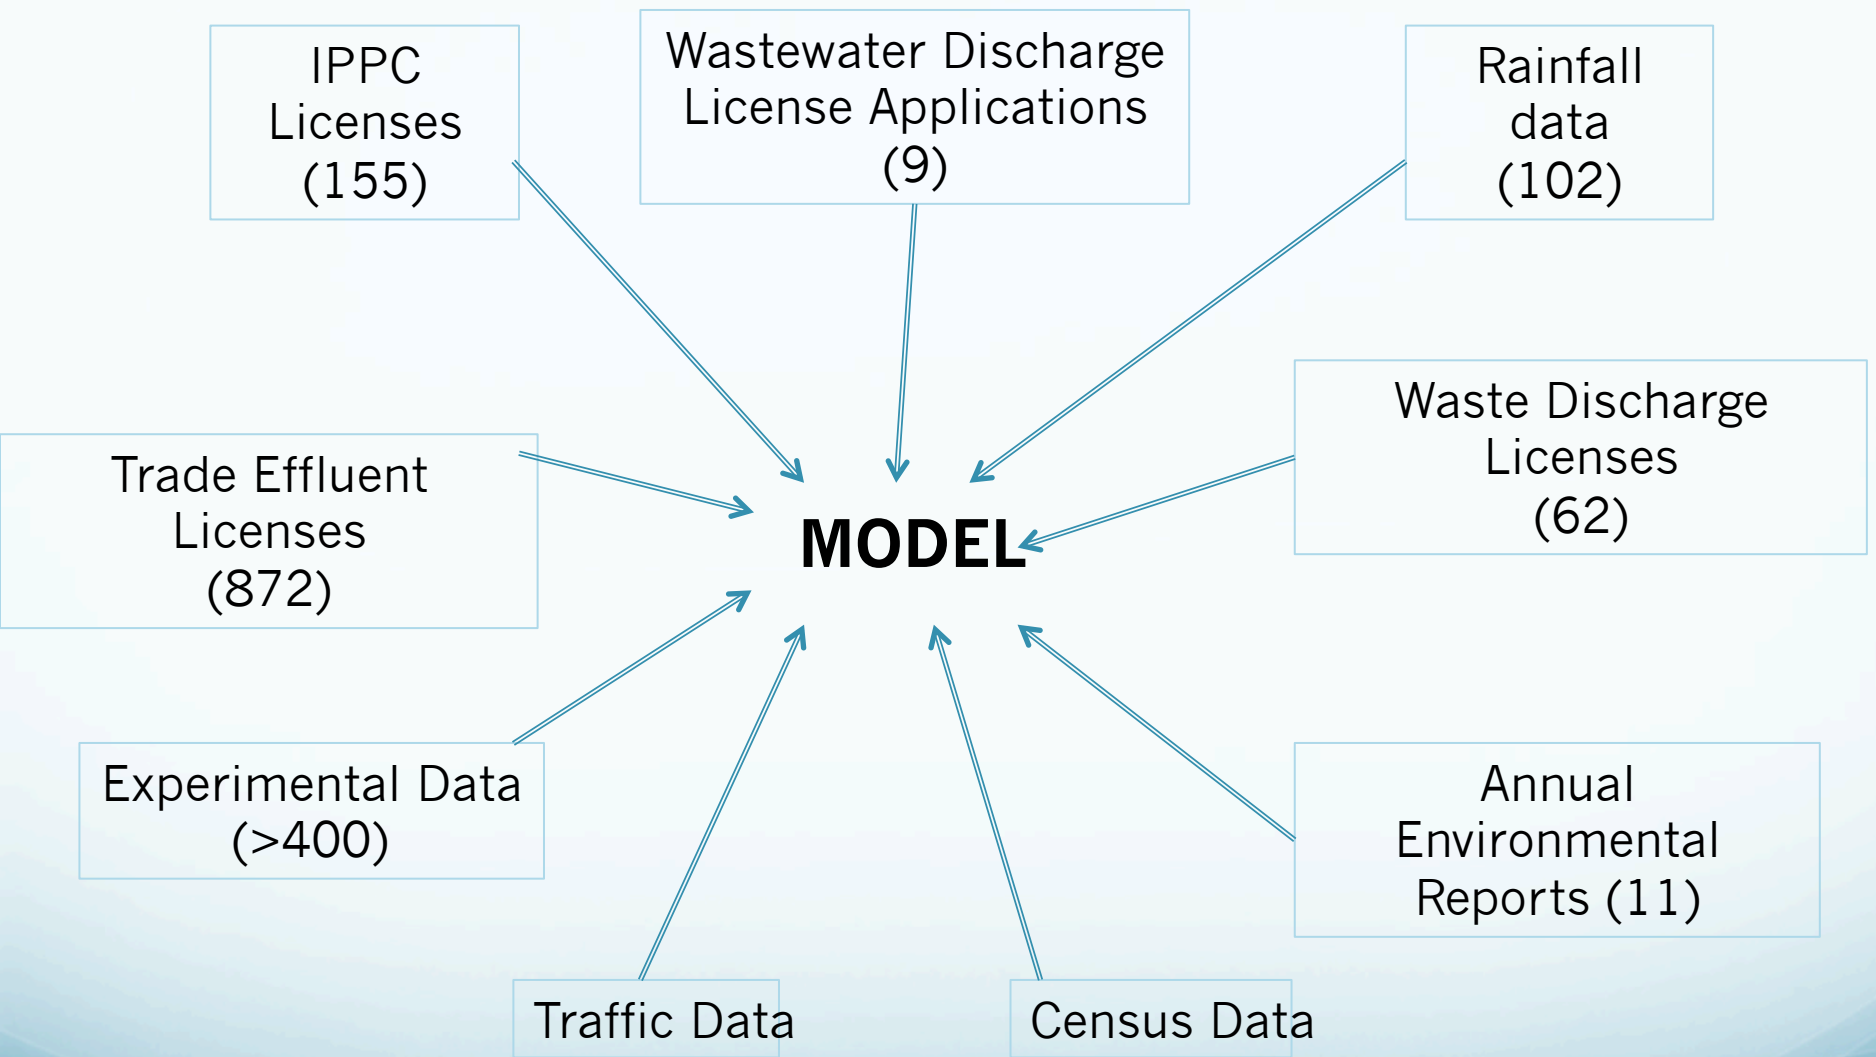 IPPC
Licenses
(155)
Wastewater Discharge
License Applications
(9)
Rainfall
data
(102)
Trade Effluent
Licenses
(872)
MODEL
Waste Discharge
Licenses
(62)
Experimental Data
(>400)
Annual
Environmental
Reports (11)
Traffic Data
Census Data